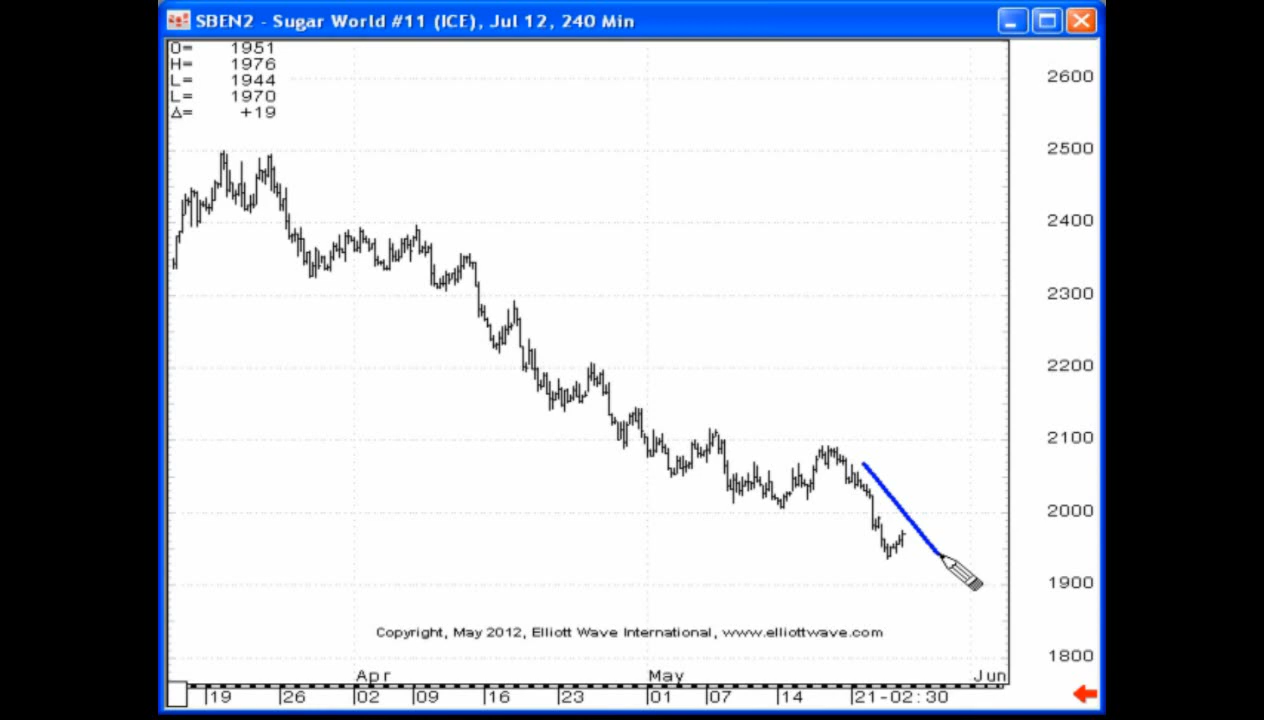 SBEN2 - Sugar World #11 (ICE), Jul 12, 240 Min
O= 1951
H= 1976
L= 1944
L= 1970
Δ= +19
2600
2500
2400
2300
2200
2100
2000
1900
1800
Copyright, May 2012, Elliott Wave International, www.elliottwave.com
Apr May Jun
19 26 02 09 16 23 01 07 14 21-02:30